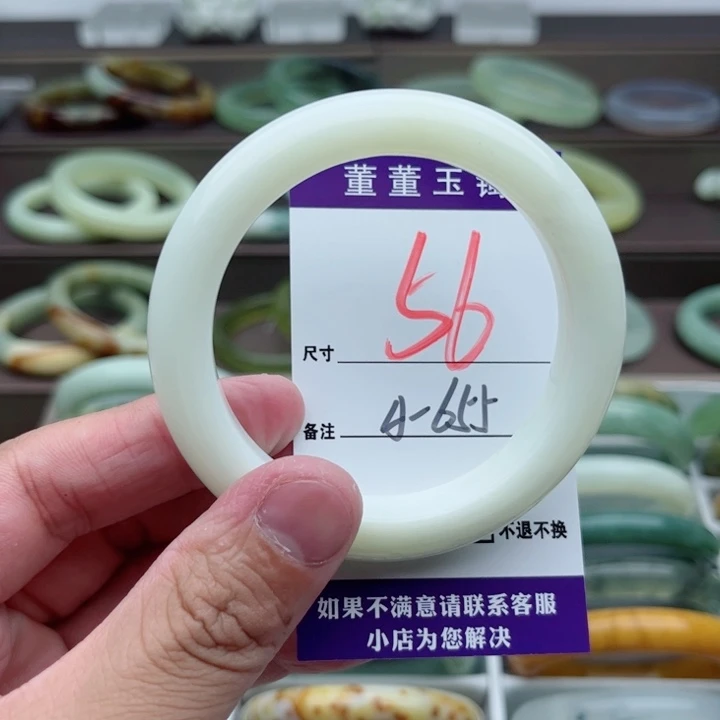 董董玉
56
尺寸
A-655
备注
不退不换
如果不满意请联系客服
小店为您解决